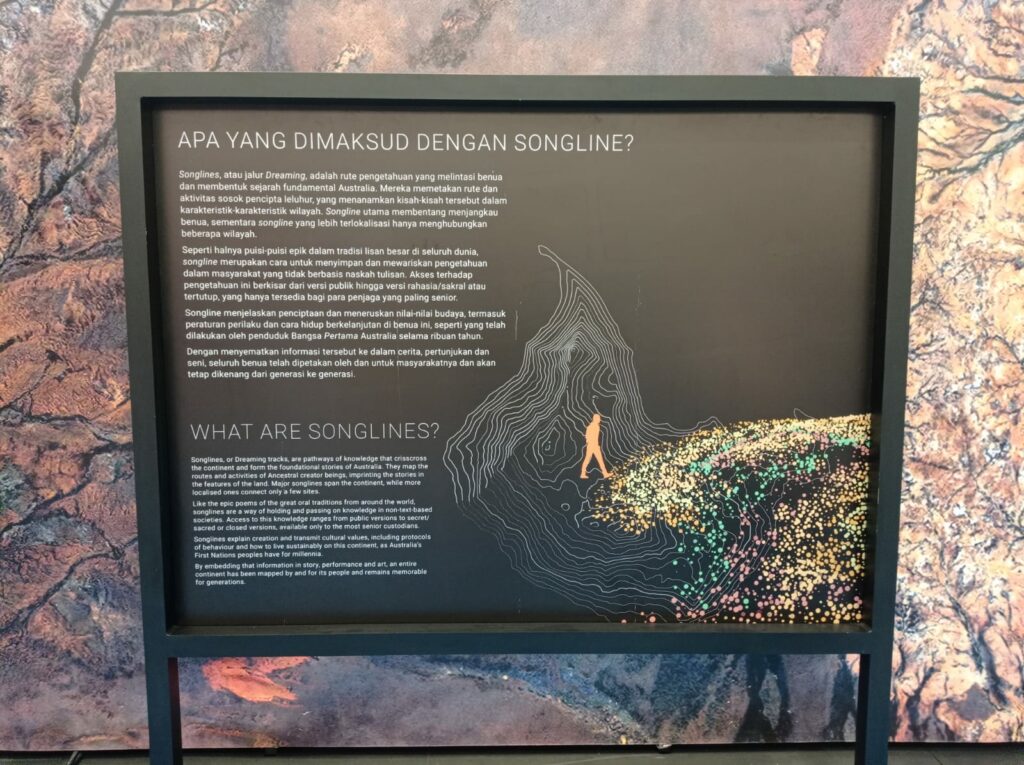 APA YANG DIMAKSUD DENGAN SONGLINE?
Songlines, atau jalur Dreaming, adalah rute pengetahuan yang melintasi benua
dan membentuk sejarah fundamental Australia. Mereka memetakan rute dan
aktivitas sosok pencipta leluhur, yang menanamkan kisah-kisah tersebut dalam
karakteristik-karakteristik wilayah. Songline utama membentang menjangkau
benua, sementara songline yang lebih terlokalisasi hanya menghubungkan
beberapa wilayah.
Seperti halnya puisi-puisi epik dalam tradisi lisan besar di seluruh dunia,
songline merupakan cara untuk menyimpan dan mewariskan pengetahuan
dalam masyarakat yang tidak berbasis naskah tulisan. Akses terhadap
pengetahuan ini berkisar dari versi publik hingga versi rahasia/sakral atau
tertutup, yang hanya tersedia bagi para penjaga yang paling senior.
Songline menjelaskan penciptaan dan meneruskan nilai-nilai budaya, termasuk
peraturan perilaku dan cara hidup berkelanjutan di benua ini, seperti yang telah
dilakukan oleh penduduk Bangsa Pertama Australia selama ribuan tahun.
Dengan menyematkan informasi tersebut ke dalam cerita, pertunjukan dan
seni, seluruh benua telah dipetakan oleh dan untuk masyarakatnya dan akan
tetap dikenang dari generasi ke generasi.
WHAT ARE SONGLINES?
Songlines, or Dreaming tracks, are pathways of knowledge that crisscross
the continent and form the foundational stories of Australia. They map the
routes and activities of Ancestral creator beings, imprinting the stories in
the features of the land. Major songlines span the continent, while more
localised ones connect only a few sites.
Like the epic poems of the great oral traditions from around the world,
songlines are a way of holding and passing on knowledge in non-text-based
societies. Access to this knowledge ranges from public versions to secret/
sacred or closed versions, available only to the most senior custodians.
Songlines explain creation and transmit cultural values, including protocols
of behaviour and how to live sustainably on this continent, as Australia's
First Nations peoples have for millennia.
By embedding that information in story, performance and art, an entire
continent has been mapped by and for its people and remains memorable
for generations.